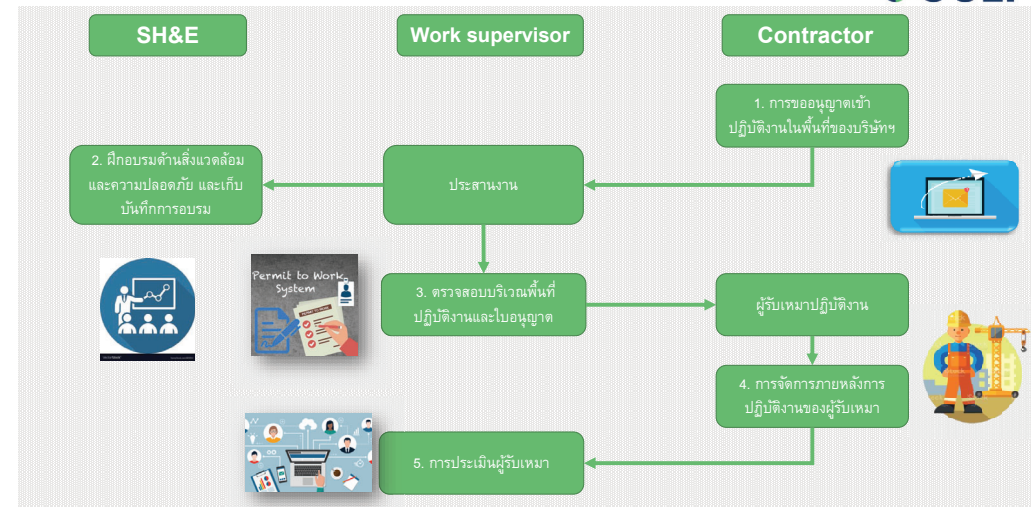 SH&E
Work supervisor
Contractor
1. การขออนุญาตเข้า
ปฏิบัติงานในพื้นที่ของบริษัทฯ
2. ฝึกอบรมด้านสิ่งแวดล้อม
และความปลอดภัย และเก็บ
บันทึกการอบรม
ประสานงาน
Permit to Work
System
3. ตรวจสอบบริเวณพื้นที่
ปฏิบัติงานและใบอนุญาต
ผู้รับเหมาปฏิบัติงาน
4. การจัดการภายหลังการ
ปฏิบัติงานของผู้รับเหมา
5. การประเมินผู้รับเหมา